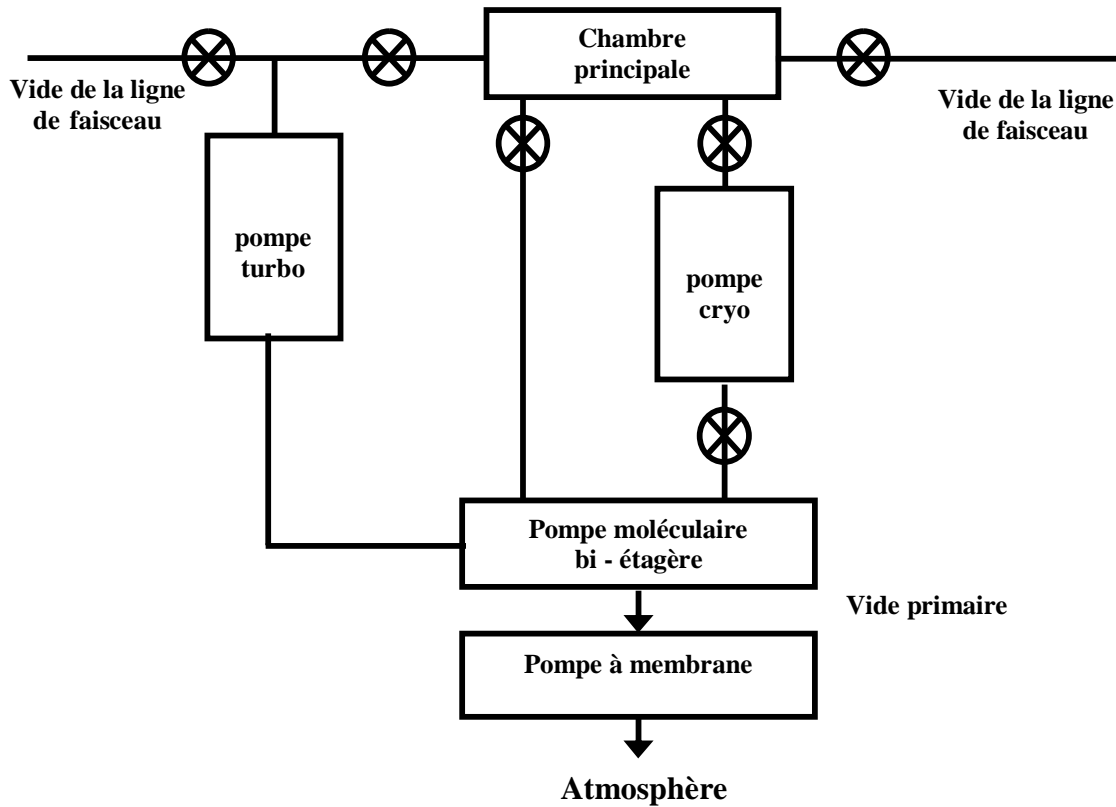 Chambre
principale
Vide de la ligne
de faisceau
Vide de la ligne
de faisceau
pompe
turbo
pompe
cryo
Pompe moléculaire
bi - étagère
Vide primaire
Pompe à membrane
Atmosphère